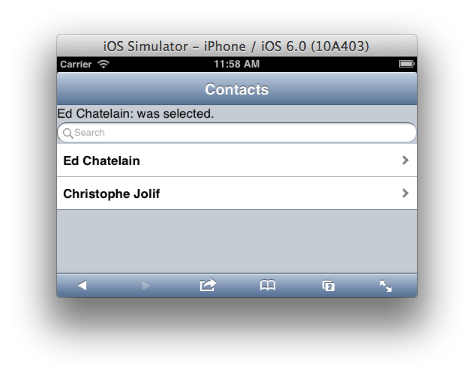 iOS Simulator – iPhone / iOS 6.0 (10A403)
Carrier 11:58 AM
Contacts
Ed Chatelain: was selected.
Search
Ed Chatelain
Christophe Jolif
2